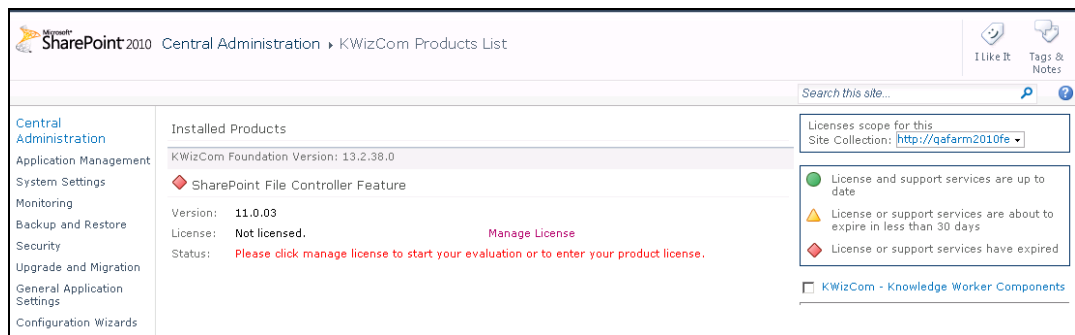 Microsoft®
SharePoint 2010 Central Administration ▸ KWizCom Products List
I Like It
Tags &
Notes
Search this site...
Central
Administration
Application Management
System Settings
Monitoring
Backup and Restore
Security
Upgrade and Migration
General Application
Settings
Configuration Wizards
Installed Products
KWizCom Foundation Version: 13.2.38.0
SharePoint File Controller Feature
Version: 11.0.03
License: Not licensed. Manage License
Status: Please click manage license to start your evaluation or to enter your product license.
Licenses scope for this
Site Collection: http://qafarm2010fe
License and support services are up to
date
License or support services are about to
expire in less than 30 days
License or support services have expired
KWizCom - Knowledge Worker Components